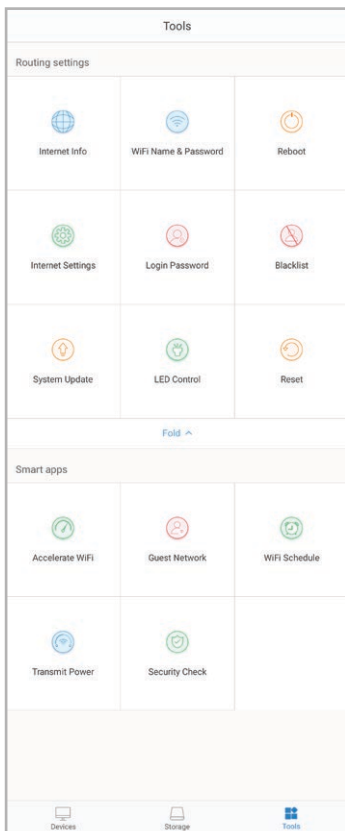 Tools
Routing settings
Internet Info
WiFi Name & Password
Reboot
Internet Settings
Login Password
Blacklist
System Update
LED Control
Reset
Fold
Smart apps
Accelerate WiFi
Guest Network
WiFi Schedule
Transmit Power
Security Check
Devices
Storage
Tools